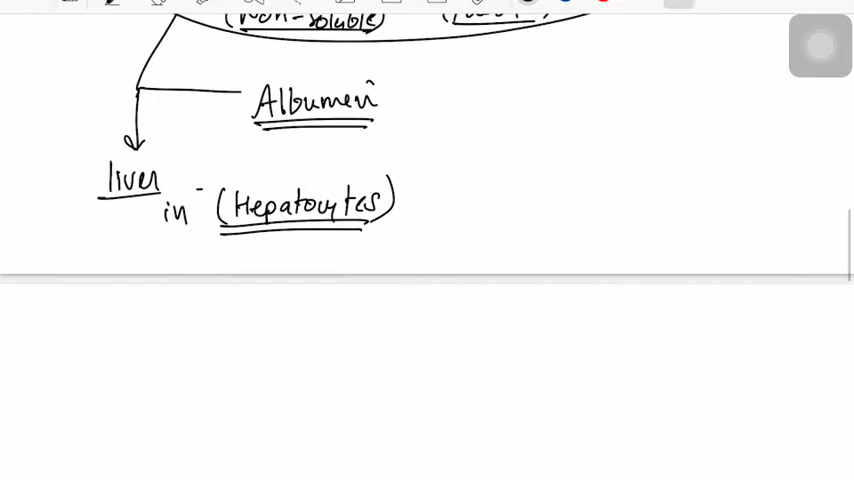 (Non-soluble)
Albumen
liver
in (Hepatocytes)